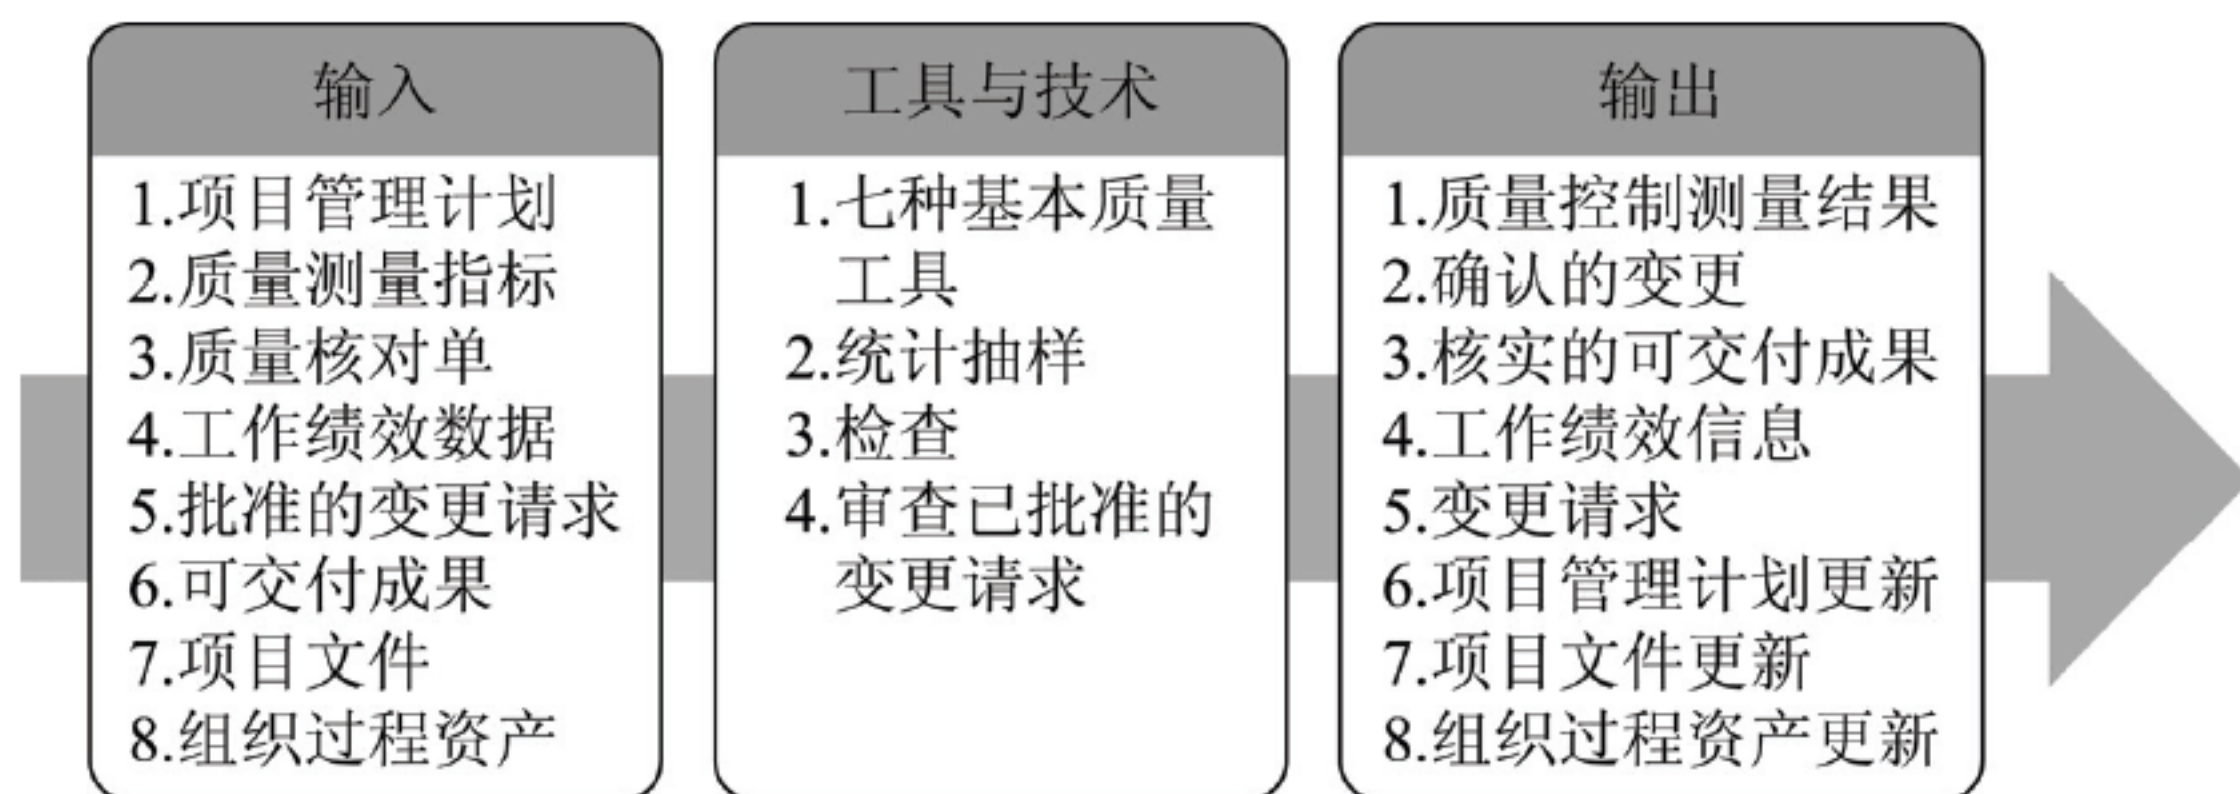 输入
1.项目管理计划
2.质量测量指标
3.质量核对单
4.工作绩效数据
5.批准的变更请求
6.可交付成果
7.项目文件
8.组织过程资产
工具与技术
1.七种基本质量
工具
2.统计抽样
3.检查
4.审查已批准的
变更请求
输出
1.质量控制测量结果
2.确认的变更
3.核实的可交付成果
4.工作绩效信息
5.变更请求
6.项目管理计划更新
7.项目文件更新
8.组织过程资产更新